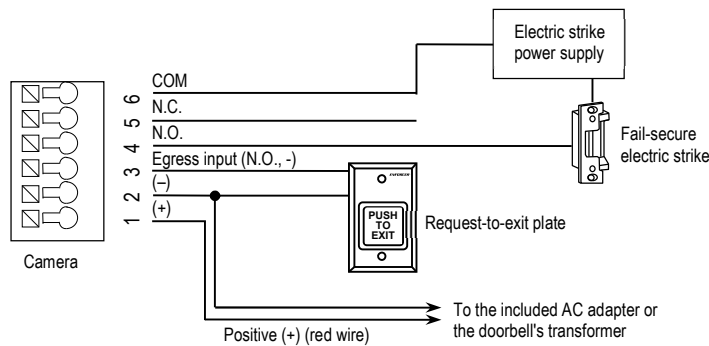 Electric strike
power supply
COM
6
N.C.
5
N.O.
4
Fail-secure
electric strike
Egress input (N.O., -)
3
(–)
2
(+)
1
ENFORCER
PUSH
TO
EXIT
Request-to-exit plate
Camera
To the included AC adapter or
the doorbell's transformer
Positive (+) (red wire)